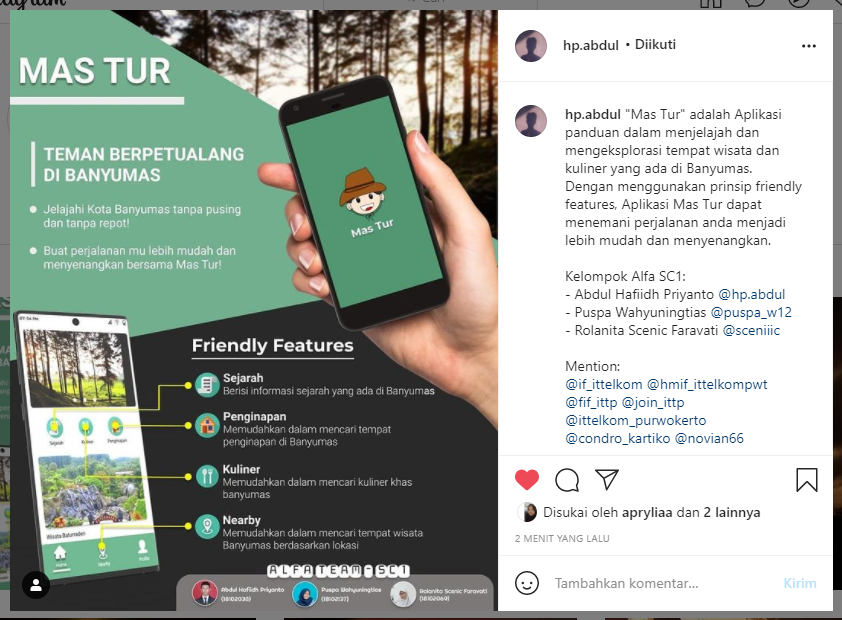 MAS TUR
TEMAN BERPETUALANG
DI BANYUMAS
Jelajahi Kota Banyumas tanpa pusing
dan tanpa repot!
Buat perjalanan mu lebih mudah dan
menyenangkan bersama Mas Tur!
Mas Tur
Friendly Features
Sejarah
Berisi informasi sejarah yang ada di Banyumas
Penginapan
Memudahkan dalam mencari tempat
penginapan di Banyumas
Kuliner
Memudahkan dalam mencari kuliner khas
banyumas
Nearby
Memudahkan dalam mencari tempat wisata
Banyumas berdasarkan lokasi
Sejarah
Kuliner
Penginapan
Wisata Baturraden
Home
Nearby
Profile
ALFA TEAM - SC1
Abdul Hafiidh Priyanto
(18102038)
Puspa Wahyuningtias
(18102137)
Rolanita Scenic Faravati
(18102069)
hp.abdul • Diikuti
hp.abdul "Mas Tur" adalah Aplikasi
panduan dalam menjelajah dan
mengeksplorasi tempat wisata dan
kuliner yang ada di Banyumas.
Dengan menggunakan prinsip friendly
features, Aplikasi Mas Tur dapat
menemani perjalanan anda menjadi
lebih mudah dan menyenangkan.
Kelompok Alfa SC1:
- Abdul Hafiidh Priyanto @hp.abdul
- Puspa Wahyuningtias @puspa_w12
- Rolanita Scenic Faravati @sceniiic
Mention:
@if_ittelkom @hmif_ittelkompwt
@fif_ittp @join_ittp
@ittelkom_purwokerto
@condro_kartiko @novian66
Disukai oleh apryliaa dan 2 lainnya
2 MENIT YANG LALU
Tambahkan komentar...
Kirim